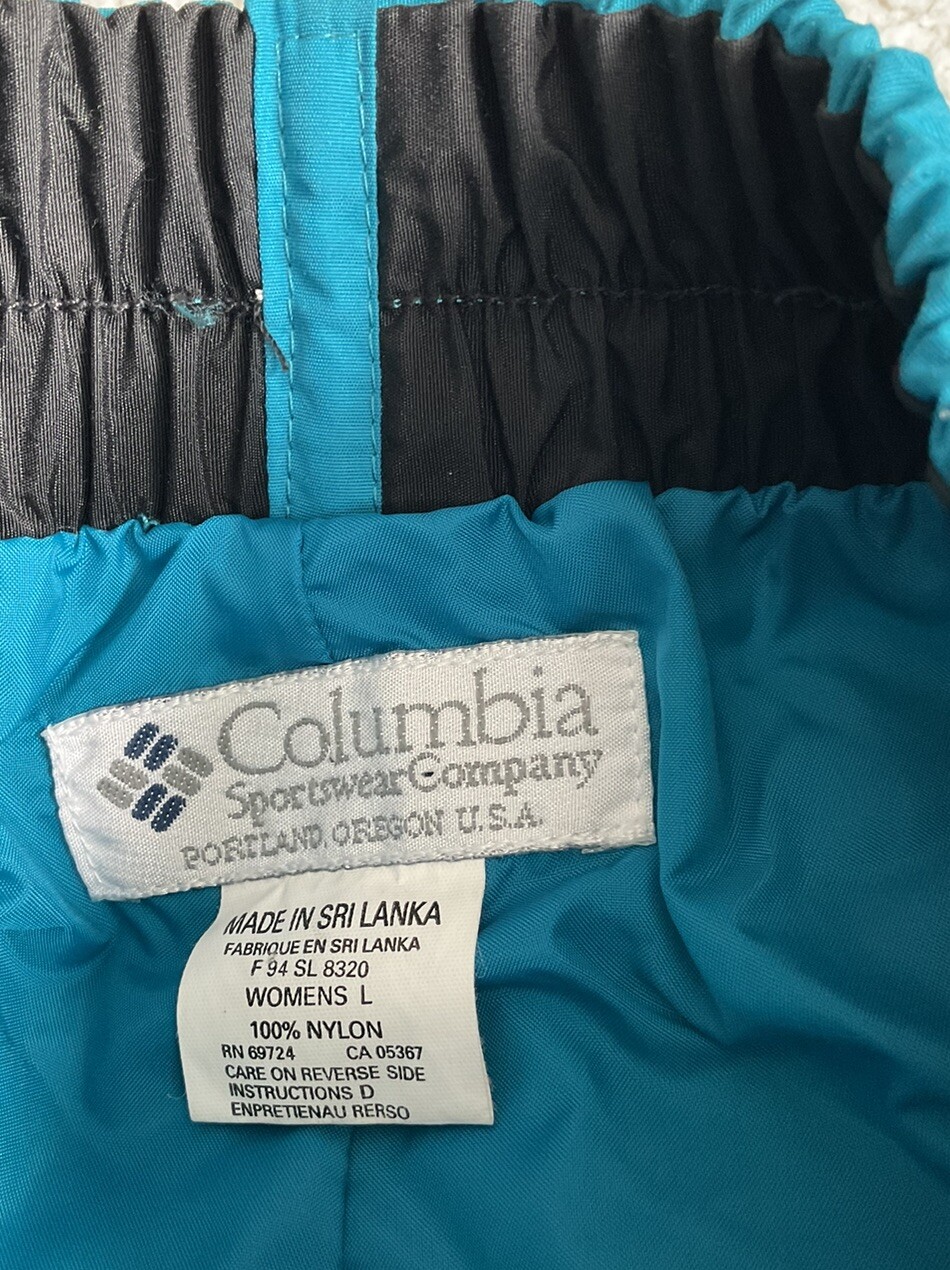 Columbia
Sportswear Company
PORTLAND, OREGON U.S.A.
MADE IN SRI LANKA
FABRIQUE EN SRI LANKA
F 94 SL 8320
WOMENS L
100% NYLON
RN 69724 CA 05367
CARE ON REVERSE SIDE
INSTRUCTIONS D
ENPRETIENAU RERSO